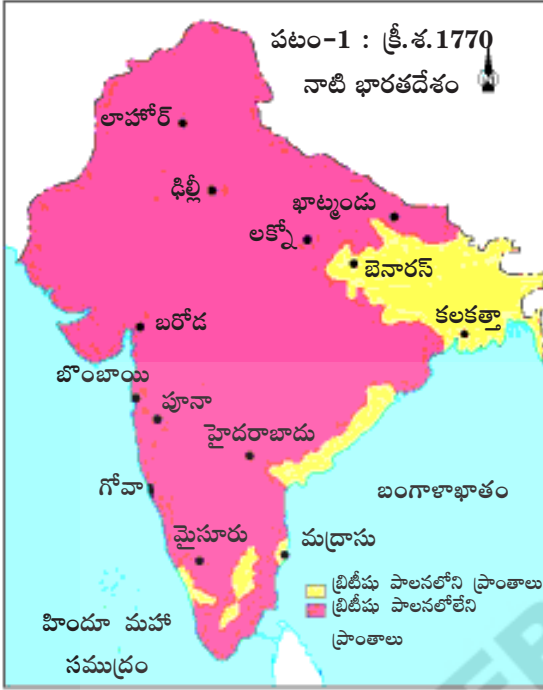 పటం-1 : క్రీ.శ.1770
నాటి భారతదేశం
N
లాహోర్
ఢిల్లీ
ఖాట్మండు
లక్నో
బెనారస్
కలకత్తా
బరోడ
బొంబాయి
పూనా
హైదరాబాదు
గోవా
బంగాళాఖాతం
మైసూరు
మద్రాసు
బ్రిటీషు పాలనలోని ప్రాంతాలు
బ్రిటీషు పాలనలోలేని
ప్రాంతాలు
హిందూ మహా
సముద్రం